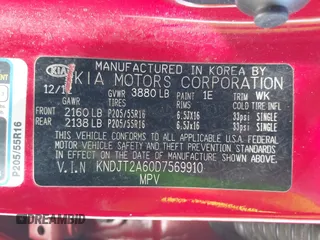 MANUFACTURED IN KOREA BY
KIA KIA MOTORS CORPORATION
12/1
GVWR 3880 LB PAINT 1E TRIM WK
GAWR TIRES RIMS COLD TIRE INFL
FRONT 2160 LB P205/55R16 6.5JX16 33psi SINGLE
REAR 2138 LB P205/55R16 6.5JX16 33psi SINGLE
THIS VEHICLE CONFORMS TO ALL APPLICABLE U.S.A. FEDERAL
MOTOR VEHICLE SAFETY AND THEFT PREVENTION STANDARDS IN
EFFECT ON THE DATE OF MANUFACTURE SHOWN ABOVE.
V.I.N KNDJT2A60D7569910
MPV
P205/55R16